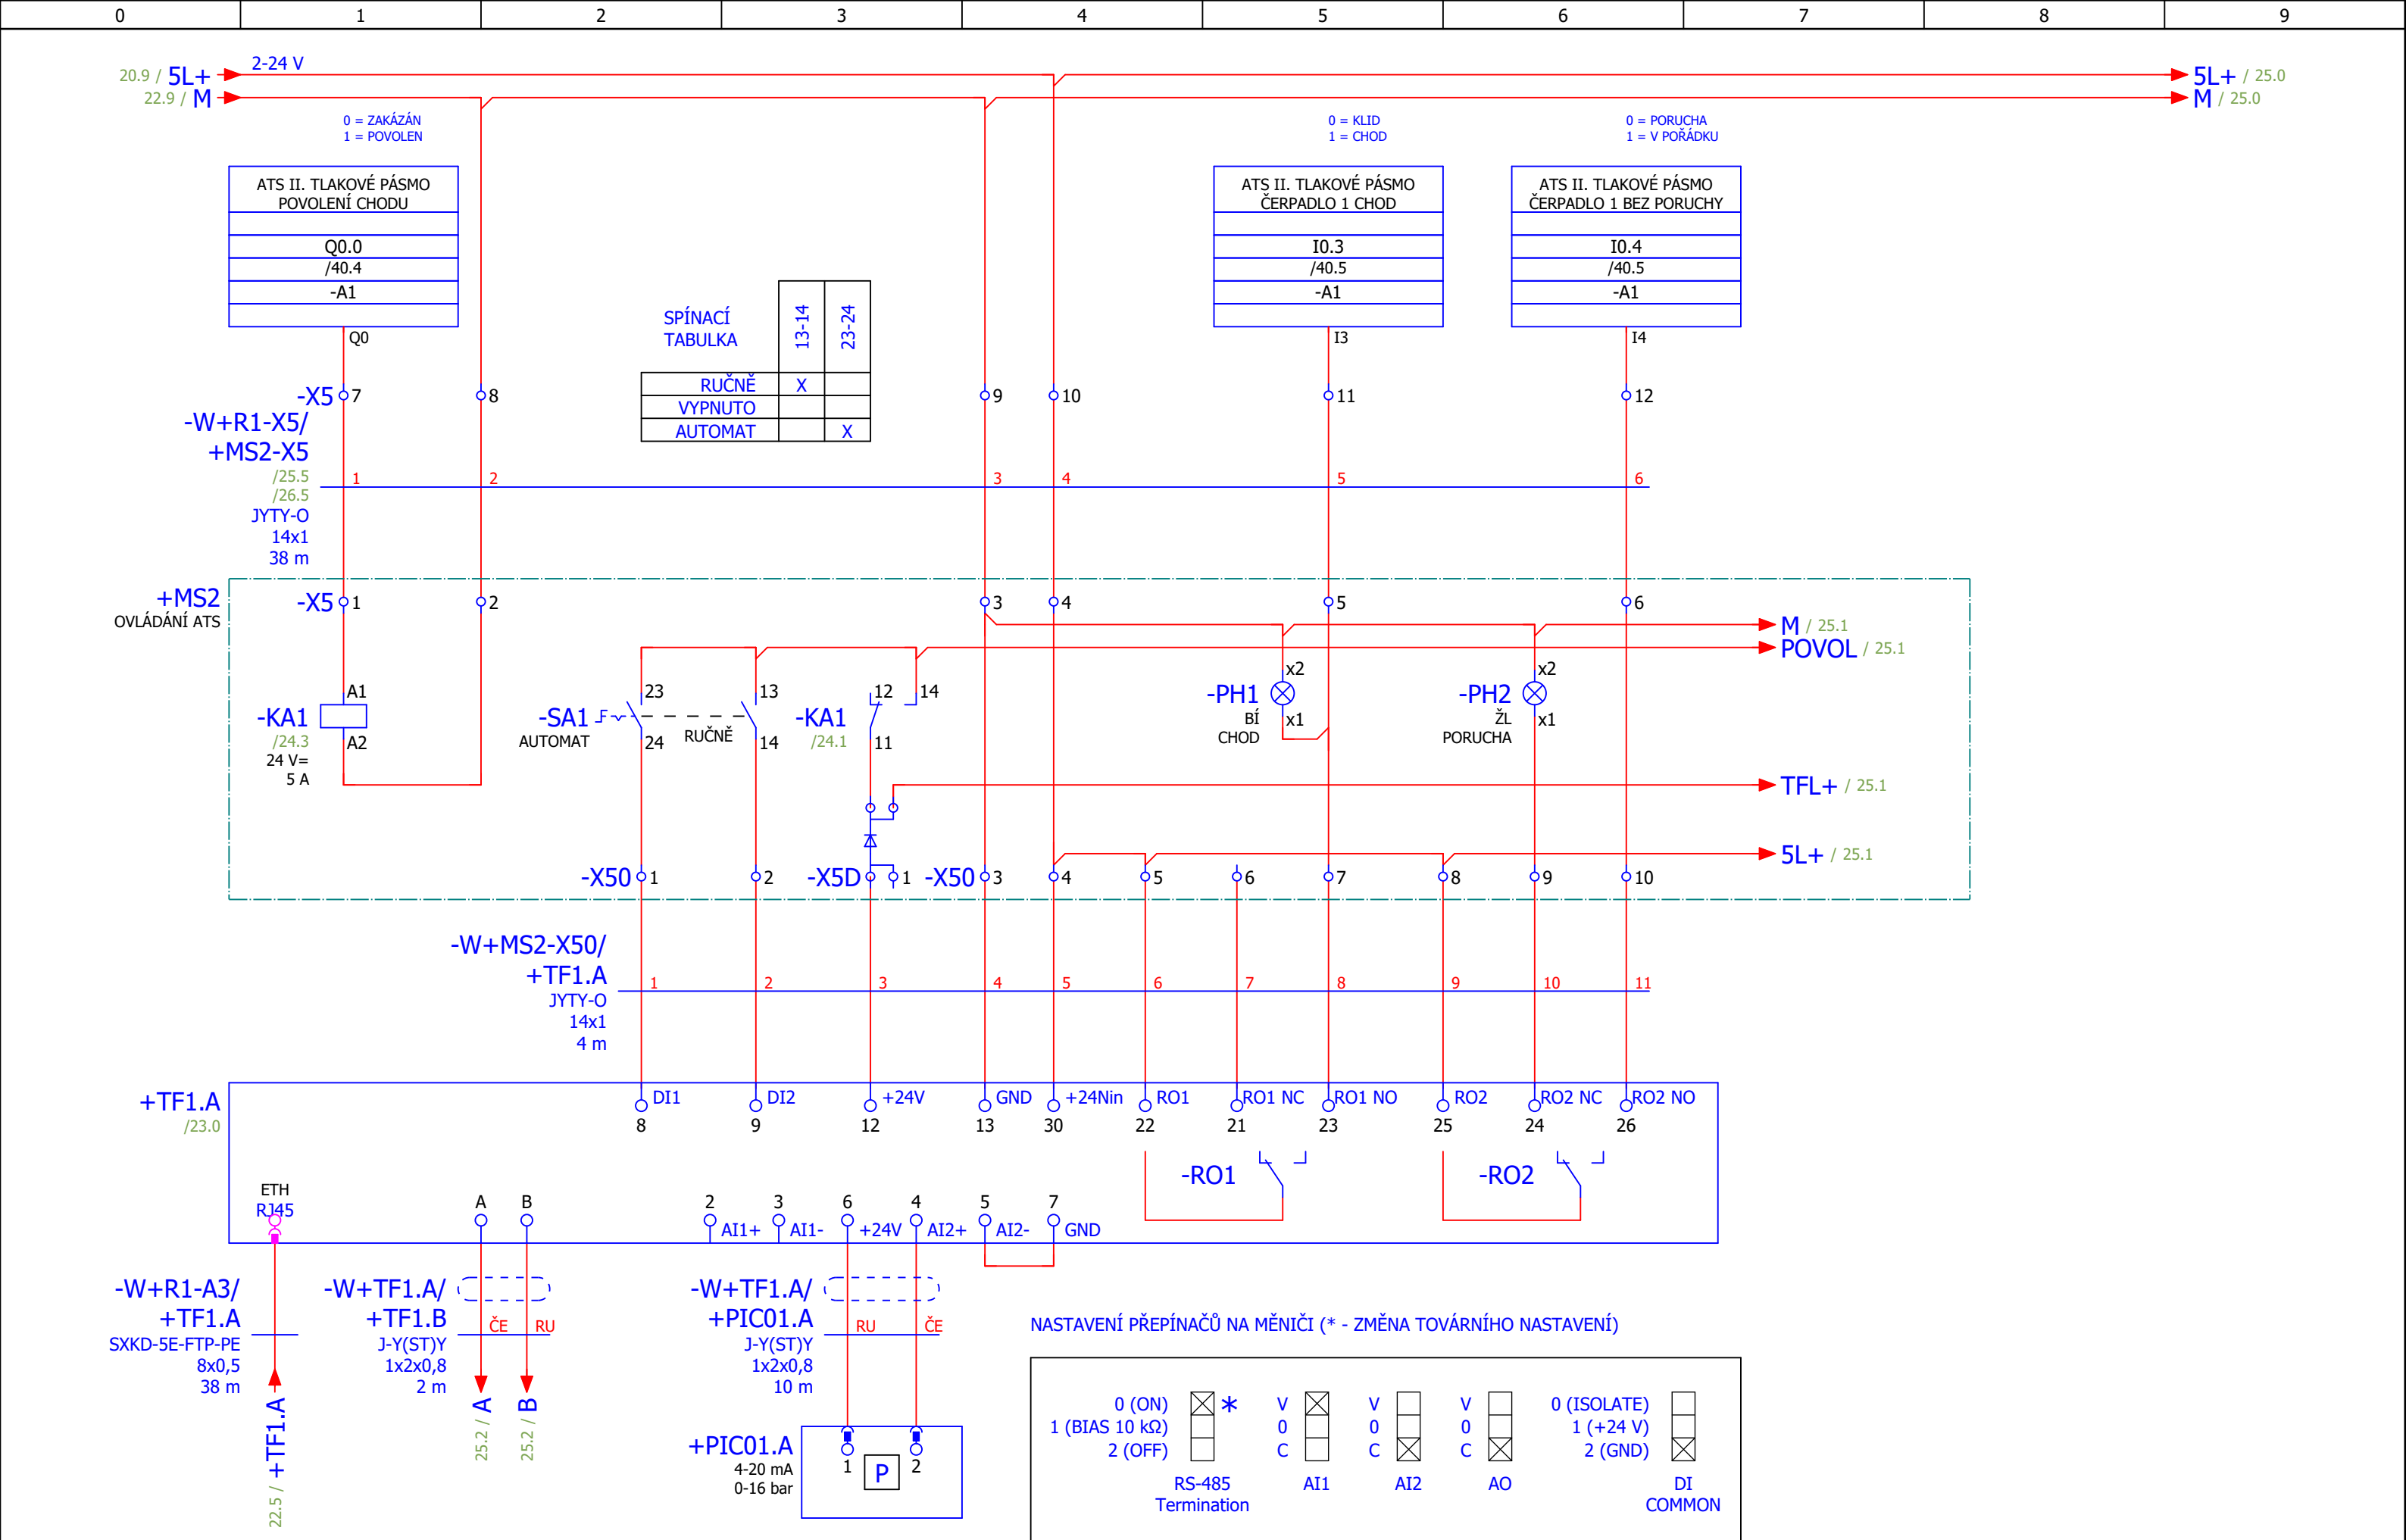 0 1 2 3 4 5 6 7 8 9
20.9 / 5L+ 2-24 V 5L+ / 25.0
22.9 / M M / 25.0
0 = ZAKÁZÁN
1 = POVOLEN
0 = KLID
1 = CHOD
0 = PORUCHA
1 = V POŘÁDKU
ATS II. TLAKOVÉ PÁSMO
POVOLENÍ CHODU
Q0.0
/40.4
-A1
Q0
ATS II. TLAKOVÉ PÁSMO
ČERPADLO 1 CHOD
I0.3
/40.5
-A1
I3
ATS II. TLAKOVÉ PÁSMO
ČERPADLO 1 BEZ PORUCHY
I0.4
/40.5
-A1
I4
SPÍNACÍ
TABULKA
13-14 23-24
RUČNĚ X
VYPNUTO
AUTOMAT X
-X5 7 8 9 10 11 12
-W+R1-X5/
+MS2-X5
/25.5
/26.5
JYTY-O
14x1
38 m
1 2 3 4 5 6
+MS2
OVLÁDÁNÍ ATS
-X5 1 2 3 4 5 6
M / 25.1
POVOL / 25.1
-KA1
/24.3
24 V=
5 A
A1
A2
-SA1
AUTOMAT
23
24
RUČNĚ
13
14
-KA1
/24.1
12 14
11
-PH1
BÍ
CHOD
x2
x1
-PH2
ŽL
PORUCHA
x2
x1
TFL+ / 25.1
5L+ / 25.1
-X50 1 2 -X5D 1 -X50 3 4 5 6 7 8 9 10
-W+MS2-X50/
+TF1.A
JYTY-O
14x1
4 m
1 2 3 4 5 6 7 8 9 10 11
+TF1.A
/23.0
DI1 DI2 +24V GND +24Nin RO1 RO1 NC RO1 NO RO2 RO2 NC RO2 NO
8 9 12 13 30 22 21 23 25 24 26
-RO1 -RO2
ETH
RJ45
A B 2 3 6 4 5 7
AI1+ AI1- +24V AI2+ AI2- GND
-W+R1-A3/
+TF1.A
SXKD-5E-FTP-PE
8x0,5
38 m
22.5 / +TF1.A
-W+TF1.A/
+TF1.B
J-Y(ST)Y
1x2x0,8
2 m
ČE RU
25.2 / A
25.2 / B
-W+TF1.A/
+PIC01.A
J-Y(ST)Y
1x2x0,8
10 m
RU ČE
+PIC01.A
4-20 mA
0-16 bar
1 P 2
NASTAVENÍ PŘEPÍNAČŮ NA MĚNIČI (* - ZMĚNA TOVÁRNÍHO NASTAVENÍ)
0 (ON) * V V V 0 (ISOLATE)
1 (BIAS 10 kΩ) 0 0 0 1 (+24 V)
2 (OFF) C C C 2 (GND)
RS-485 AI1 AI2 AO DI
Termination COMMON